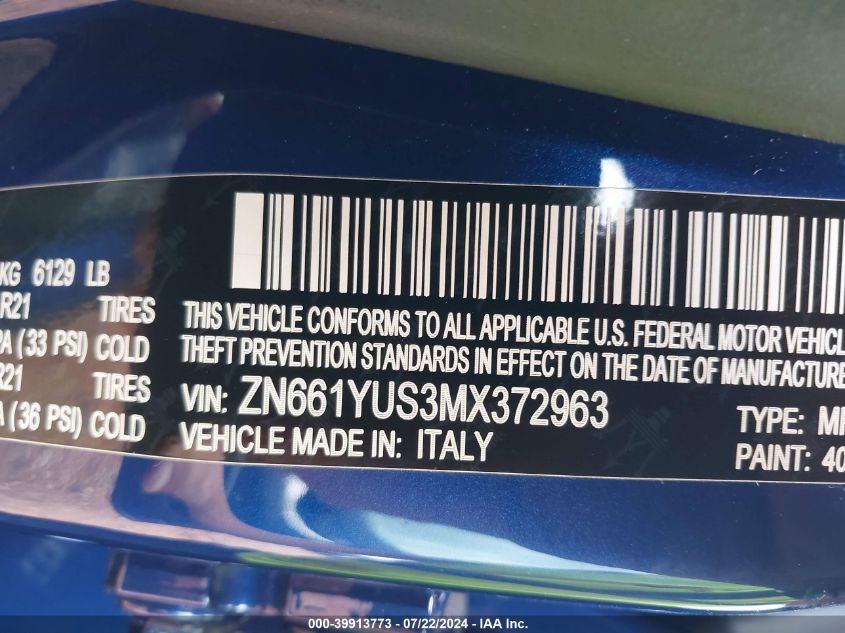 KG 6129 LB
R21 TIRES
(33 PSI) COLD
R21 TIRES
(36 PSI) COLD
THIS VEHICLE CONFORMS TO ALL APPLICABLE U.S. FEDERAL MOTOR VEHICL
THEFT PREVENTION STANDARDS IN EFFECT ON THE DATE OF MANUFACTURE
VIN: ZN661YUS3MX372963
VEHICLE MADE IN: ITALY
TYPE: MP
PAINT: 40
000-39913773 - 07/22/2024 - IAA Inc.